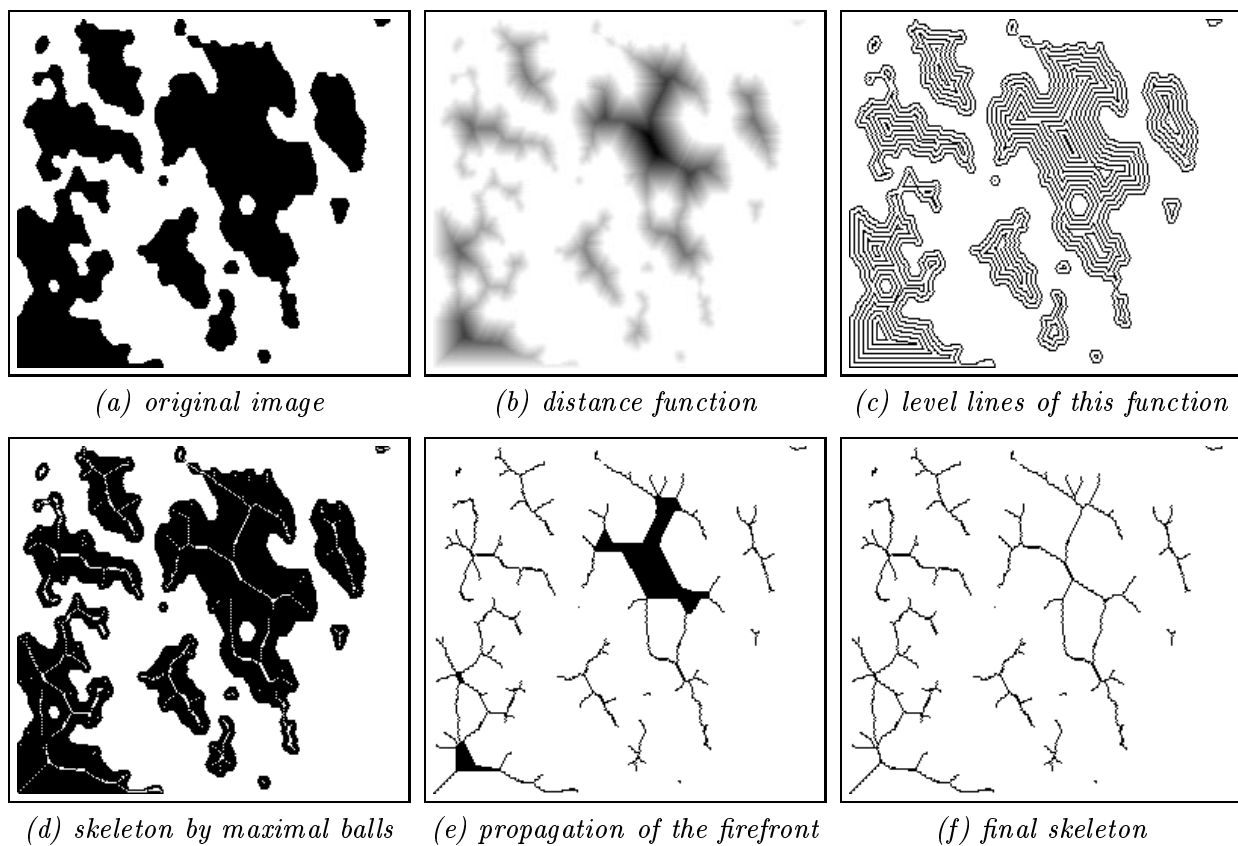 (a) original image
(b) distance function
(c) level lines of this function
(d) skeleton by maximal balls
(e) propagation of the firefront
(f) final skeleton